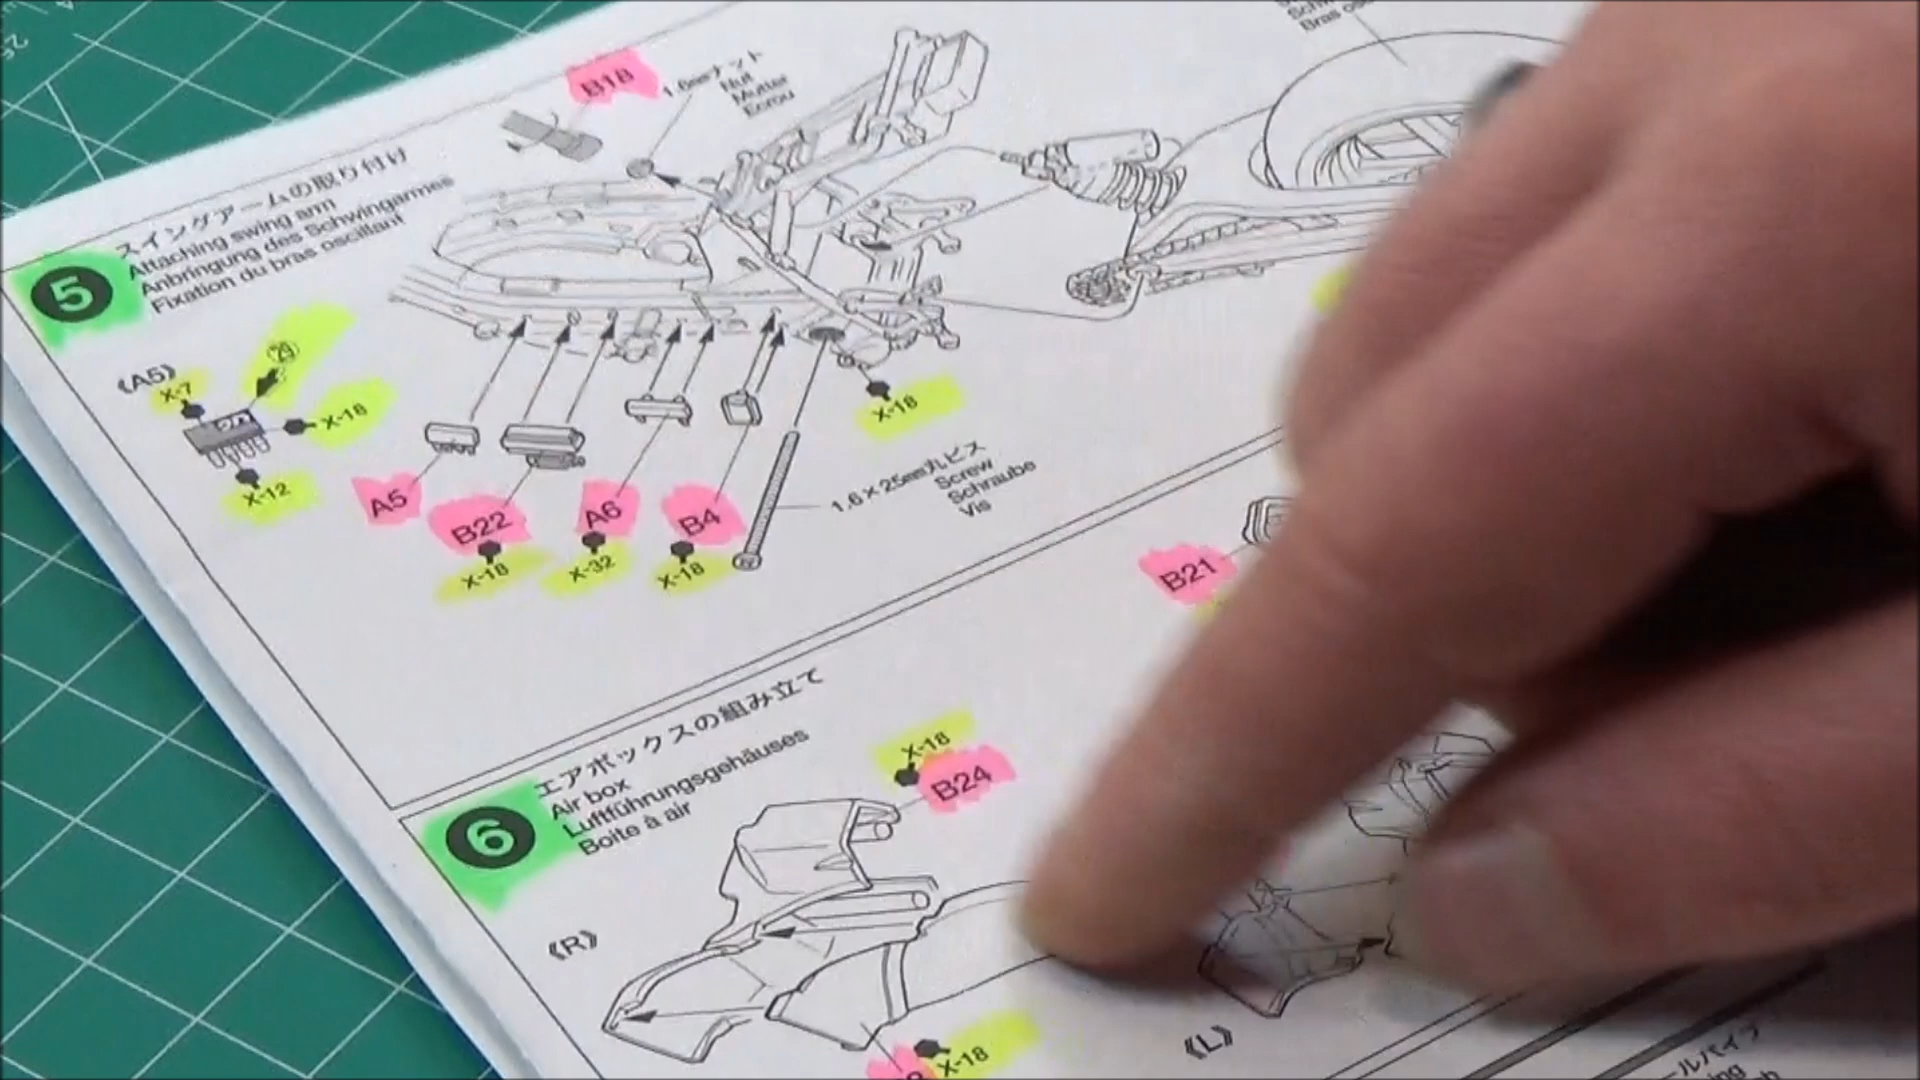 5
スイングアームの取り付け
Attaching swing arm
Anbringung des Schwingarmes
Fixation du bras oscillant
B18
1.6mmナット
Nut
Mutter
Ecrou
Bras
《A5》
X-7
29
X-18
X-12
A5
B22
X-18
A6
X-32
B4
X-18
X-18
1.6×25mm丸ビス
Screw
Schraube
Vis
B21
6
エアボックスの組み立て
Air box
Luftführungsgehäuses
Boite à air
X-18
B24
《R》
X-18
《L》
25